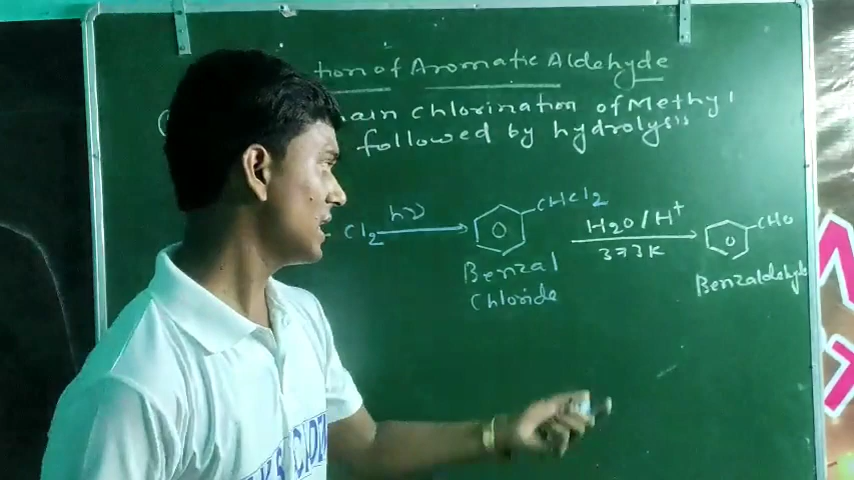 tion of Aromatic Aldehyde
ain chlorination of Methyl
followed by hydrolysis
Cl2 hν CHCl2 H2O/H+ CHO
373K
Benzal
Chloride
Benzaldehyde